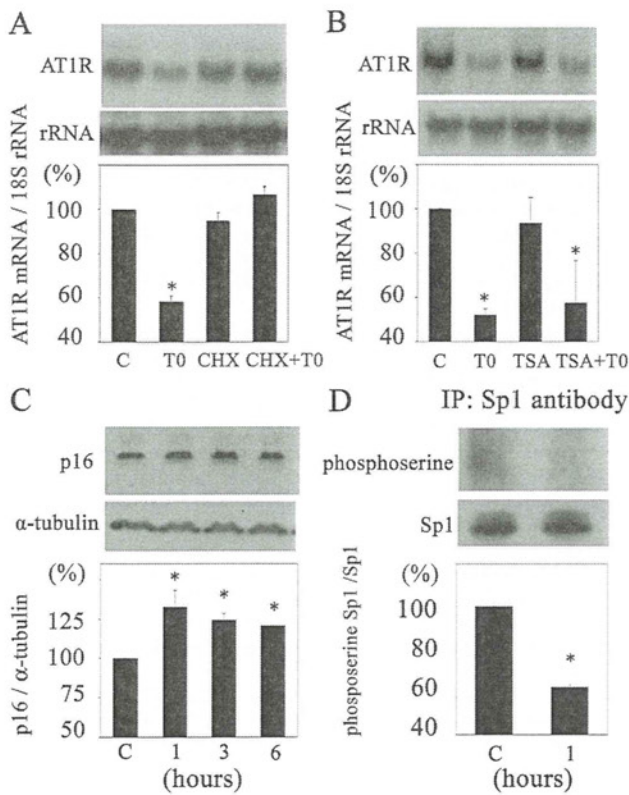 A
AT1R
rRNA
AT1R mRNA / 18S rRNA
(%)
100
80
60
40
*
C T0 CHX CHX+T0
B
AT1R
rRNA
AT1R mRNA / 18S rRNA
(%)
100
80
60
40
* *
C T0 TSA TSA+T0
C
p16
α-tubulin
p16 / α-tubulin
(%)
125
100
75
50
* * *
C 1 3 6
(hours)
D
IP: Sp1 antibody
phosphoserine
Sp1
phosposerine Sp1 /Sp1
(%)
100
80
60
40
*
C 1
(hours)